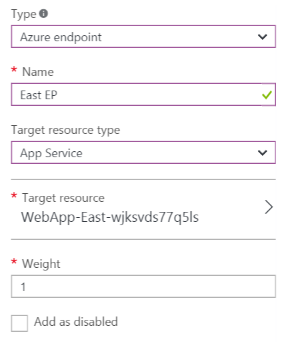 Type
Azure endpoint
* Name
East EP
Target resource type
App Service
* Target resource
WebApp-East-wjksvds77q5ls
* Weight
1
Add as disabled